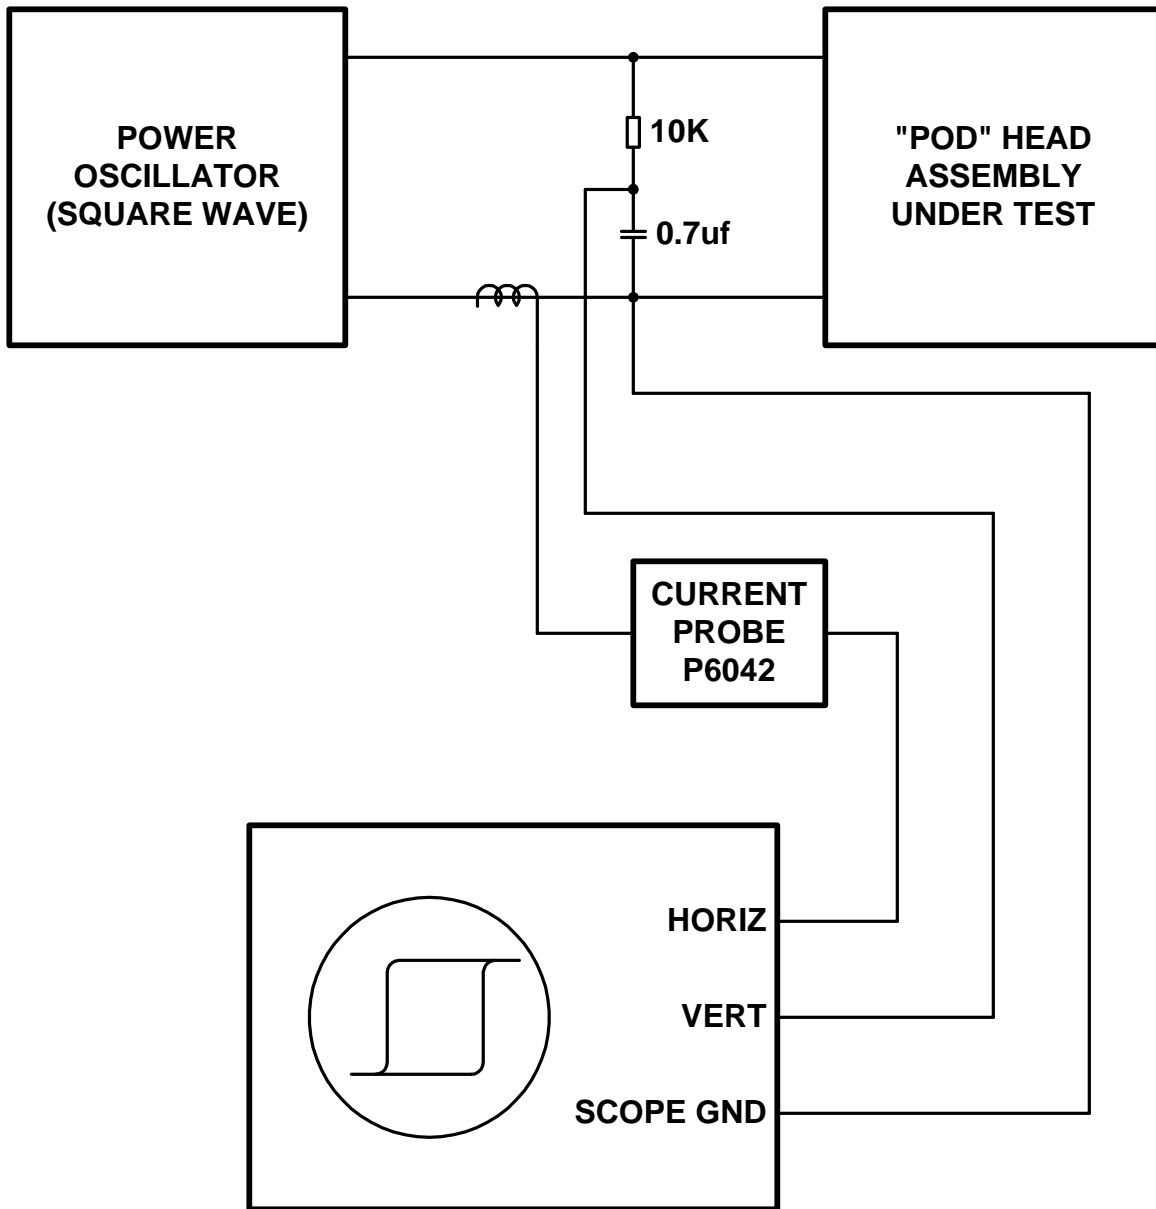 POWER
OSCILLATOR
(SQUARE WAVE)
10K
0.7uf
"POD" HEAD
ASSEMBLY
UNDER TEST
CURRENT
PROBE
P6042
HORIZ
VERT
SCOPE GND